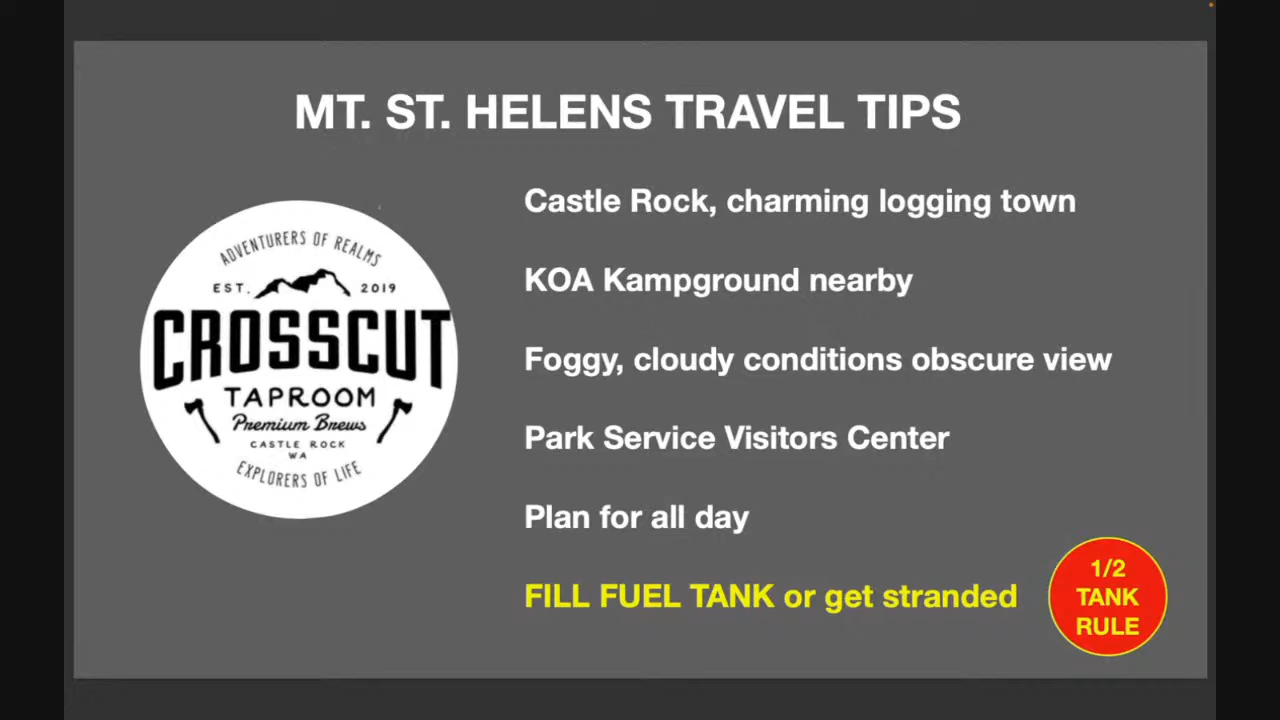 MT. ST. HELENS TRAVEL TIPS
ADVENTURERS OF REALMS
EST. 2019
CROSSCUT
TAPROOM
Premium Brews
CASTLE ROCK
WA
EXPLORERS OF LIFE
Castle Rock, charming logging town
KOA Kampground nearby
Foggy, cloudy conditions obscure view
Park Service Visitors Center
Plan for all day
FILL FUEL TANK or get stranded
1/2
TANK
RULE